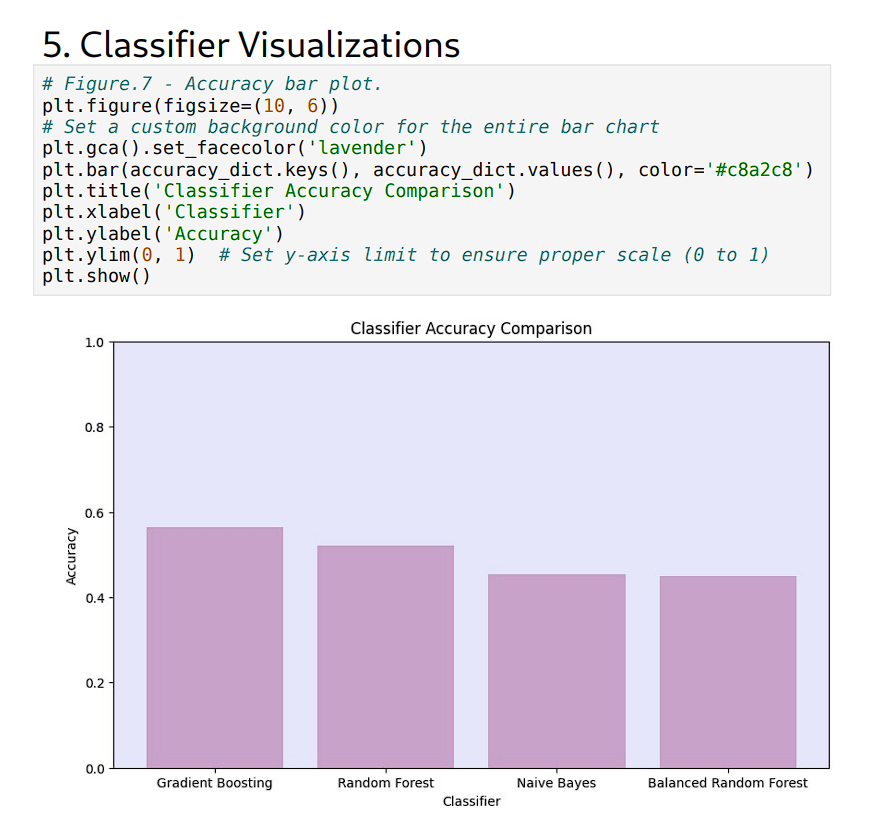 5. Classifier Visualizations
# Figure.7 - Accuracy bar plot.
plt.figure(figsize=(10, 6))
# Set a custom background color for the entire bar chart
plt.gca().set_facecolor('lavender')
plt.bar(accuracy_dict.keys(), accuracy_dict.values(), color='#c8a2c8')
plt.title('Classifier Accuracy Comparison')
plt.xlabel('Classifier')
plt.ylabel('Accuracy')
plt.ylim(0, 1)  # Set y-axis limit to ensure proper scale (0 to 1)
plt.show()
Classifier Accuracy Comparison
1.0
0.8
0.6
0.4
0.2
0.0
Accuracy
Gradient Boosting Random Forest Naive Bayes Balanced Random Forest
Classifier